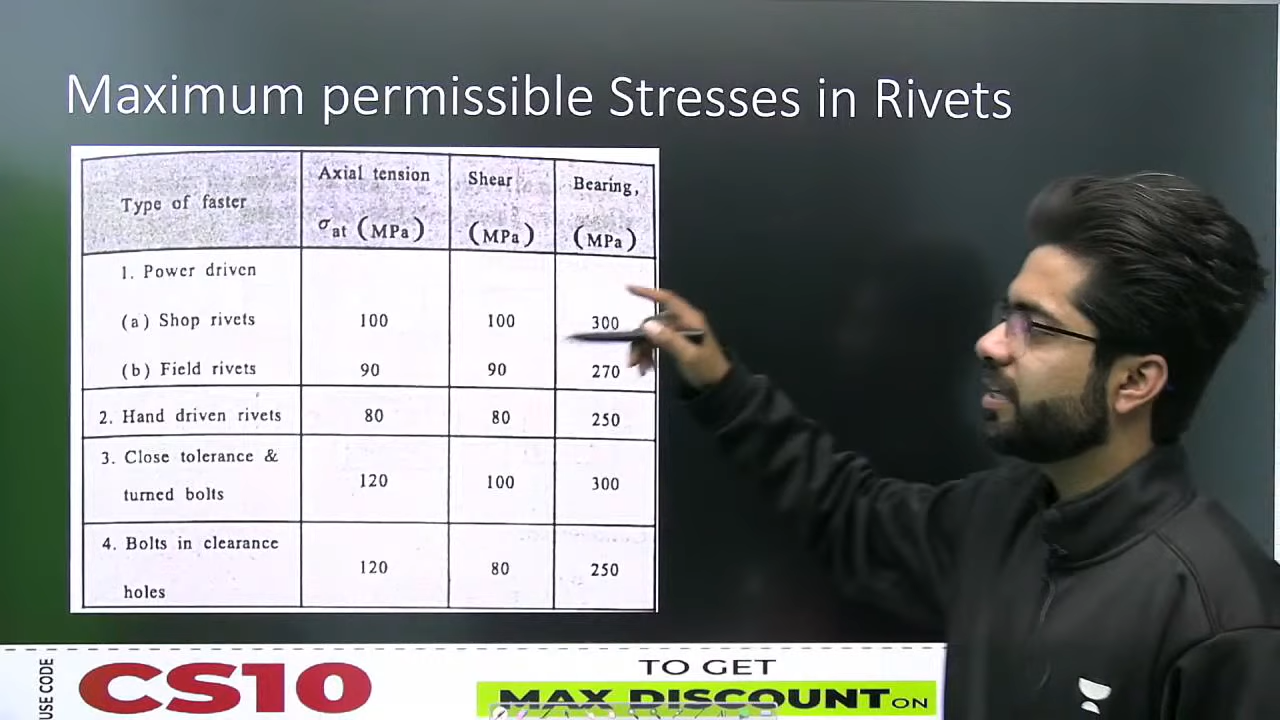 Maximum permissible Stresses in Rivets
Type of faster
Axial tension
σat (MPa)
Shear
(MPa)
Bearing,
(MPa)
1. Power driven
(a) Shop rivets 100 100 300
(b) Field rivets 90 90 270
2. Hand driven rivets 80 80 250
3. Close tolerance &
turned bolts 120 100 300
4. Bolts in clearance
holes 120 80 250
USE CODE
CS10
TO GET
MAX DISCOUNT ON